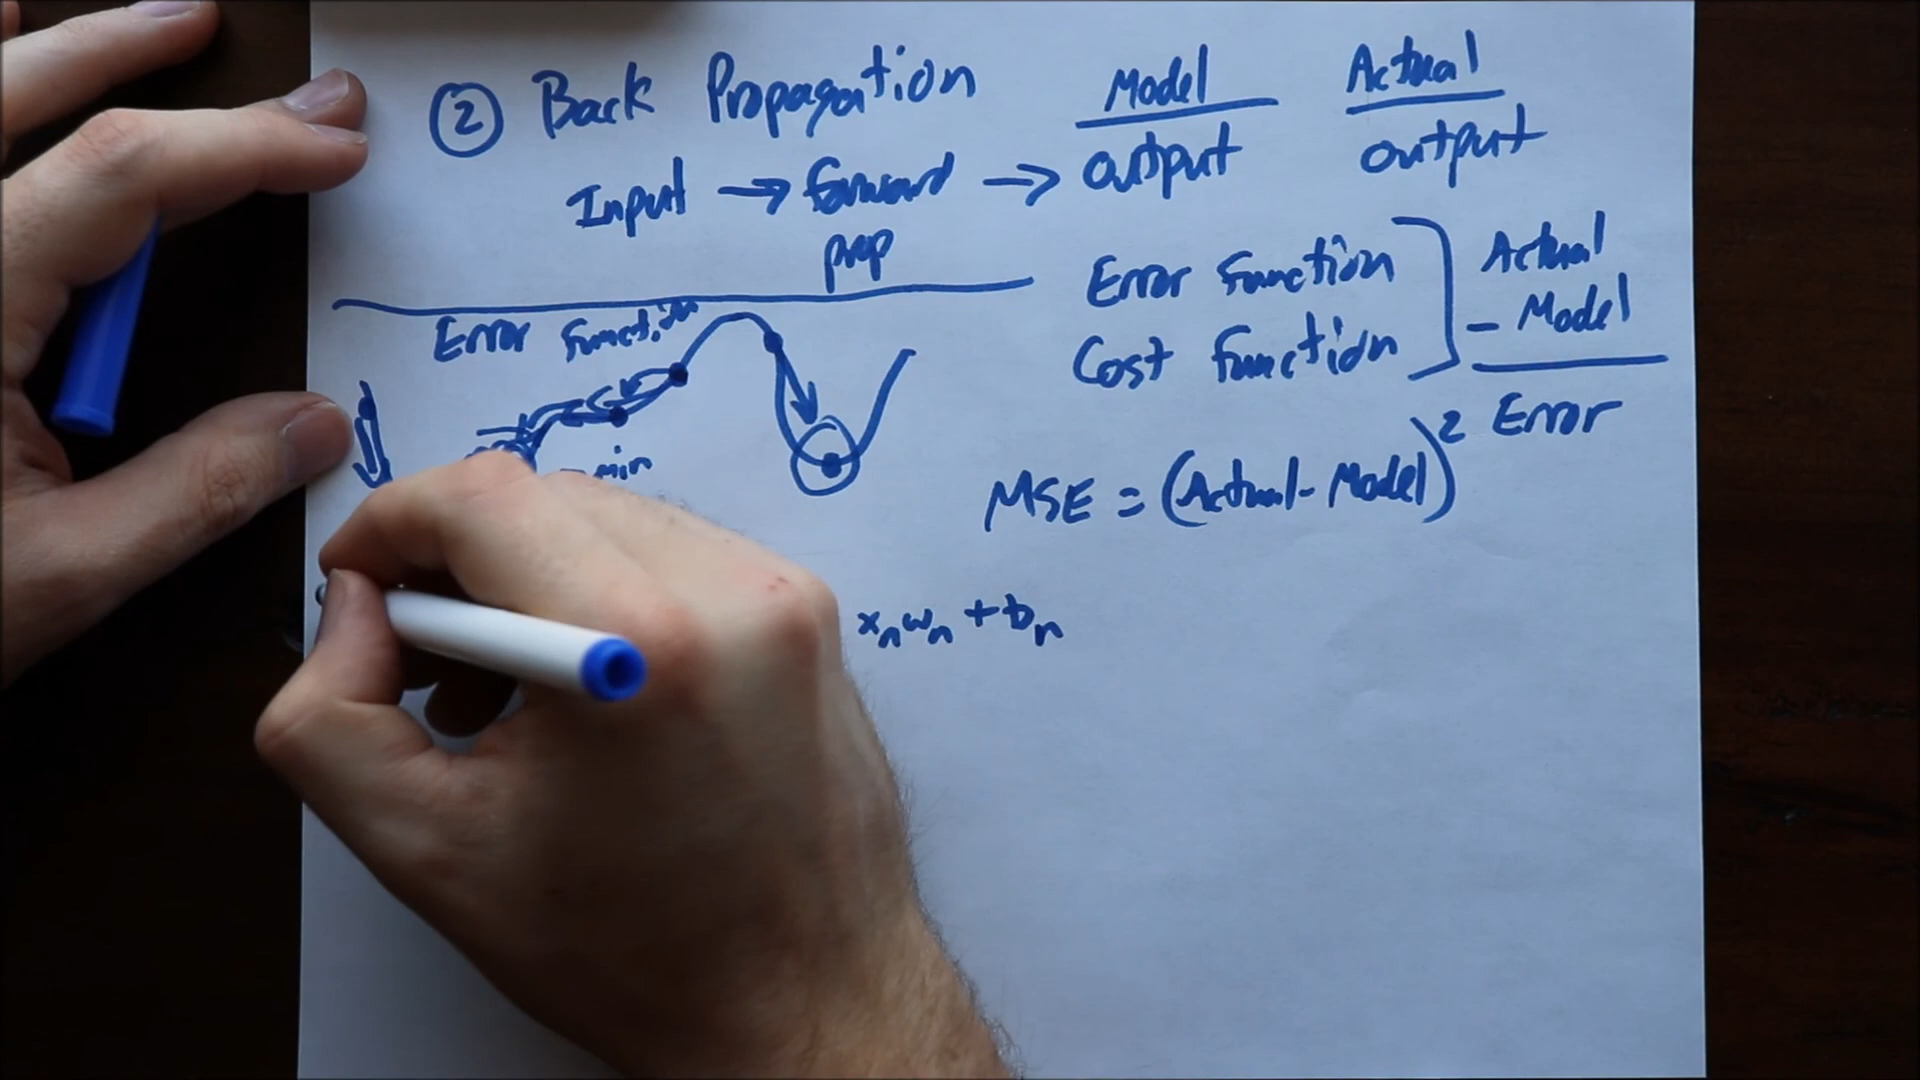 ② Back Propagation
Input → forward prop → Model output
Actual output
Error Function
Cost Function
Actual
- Model
Error
Error Function
min
MSE = (Actual - Model)²
xₙwₙ + bₙ